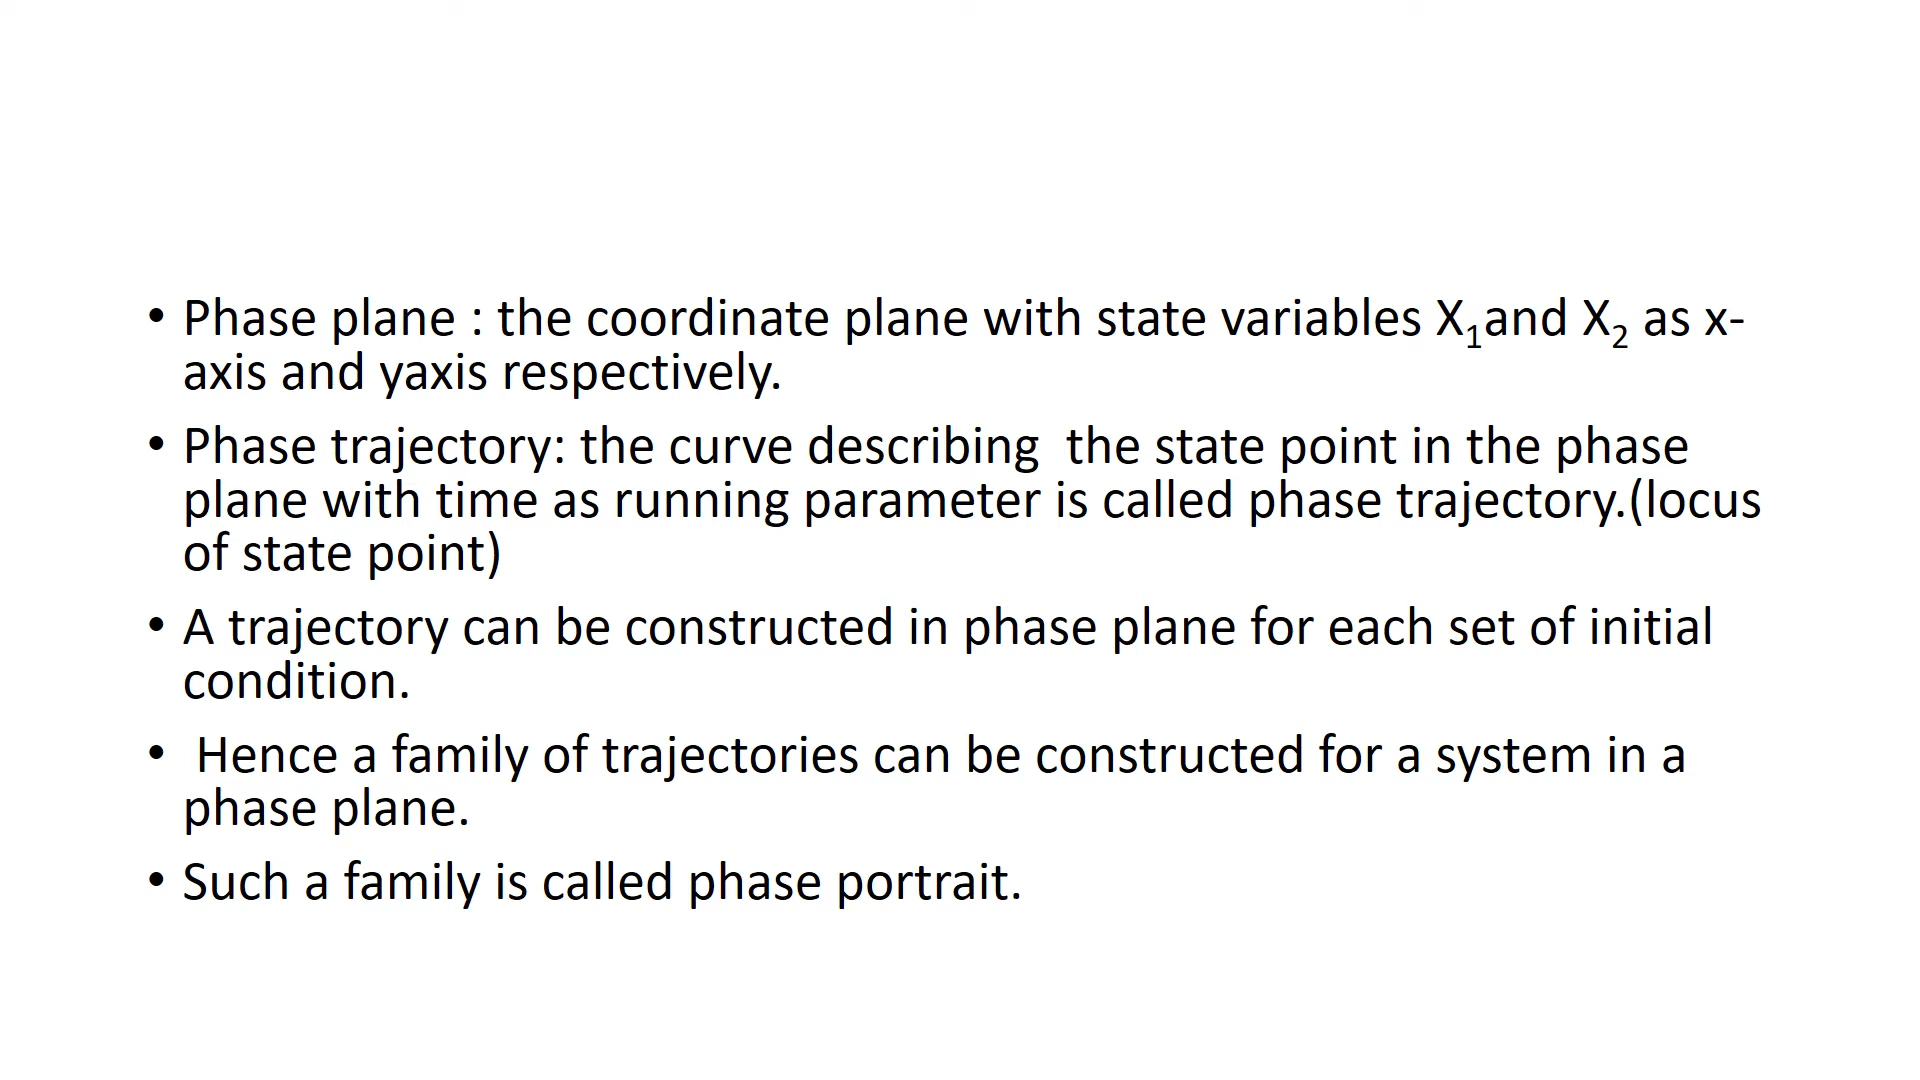 • Phase plane : the coordinate plane with state variables X₁and X₂ as x-
axis and yaxis respectively.
• Phase trajectory: the curve describing  the state point in the phase
plane with time as running parameter is called phase trajectory.(locus
of state point)
• A trajectory can be constructed in phase plane for each set of initial
condition.
•  Hence a family of trajectories can be constructed for a system in a
phase plane.
• Such a family is called phase portrait.